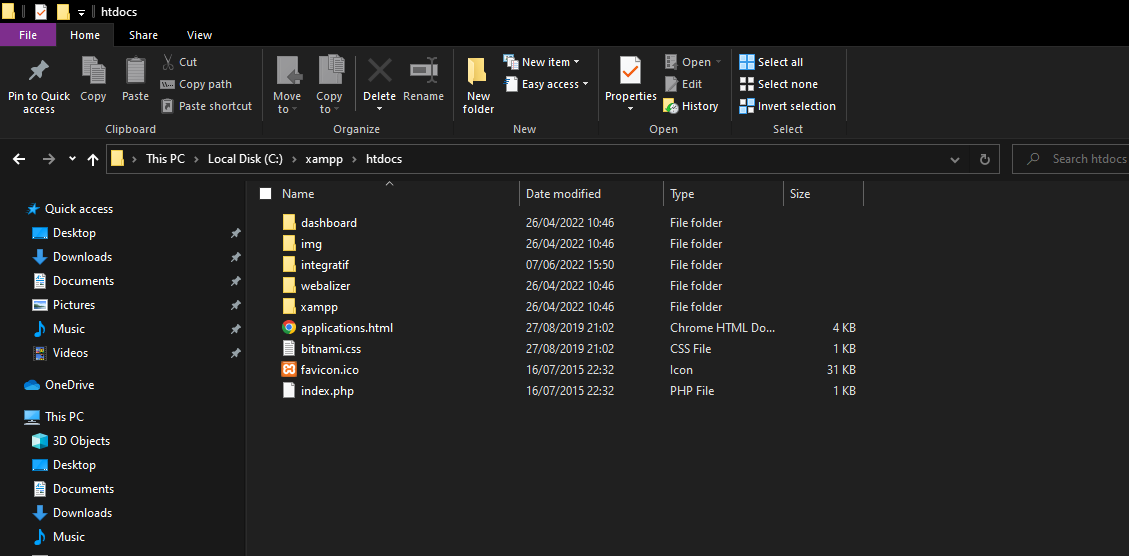 htdocs
File Home Share View
Pin to Quick access
Copy
Paste
Cut
Copy path
Paste shortcut
Clipboard
Move to
Copy to
Delete
Rename
Organize
New folder
New item
Easy access
New
Properties
Open
Edit
History
Open
Select all
Select none
Invert selection
Select
This PC > Local Disk (C:) > xampp > htdocs
Search htdocs
Quick access
Desktop
Downloads
Documents
Pictures
Music
Videos
OneDrive
This PC
3D Objects
Desktop
Documents
Downloads
Music
Name Date modified Type Size
dashboard 26/04/2022 10:46 File folder
img 26/04/2022 10:46 File folder
integratif 07/06/2022 15:50 File folder
webalizer 26/04/2022 10:46 File folder
xampp 26/04/2022 10:46 File folder
applications.html 27/08/2019 21:02 Chrome HTML Do... 4 KB
bitnami.css 27/08/2019 21:02 CSS File 1 KB
favicon.ico 16/07/2015 22:32 Icon 31 KB
index.php 16/07/2015 22:32 PHP File 1 KB